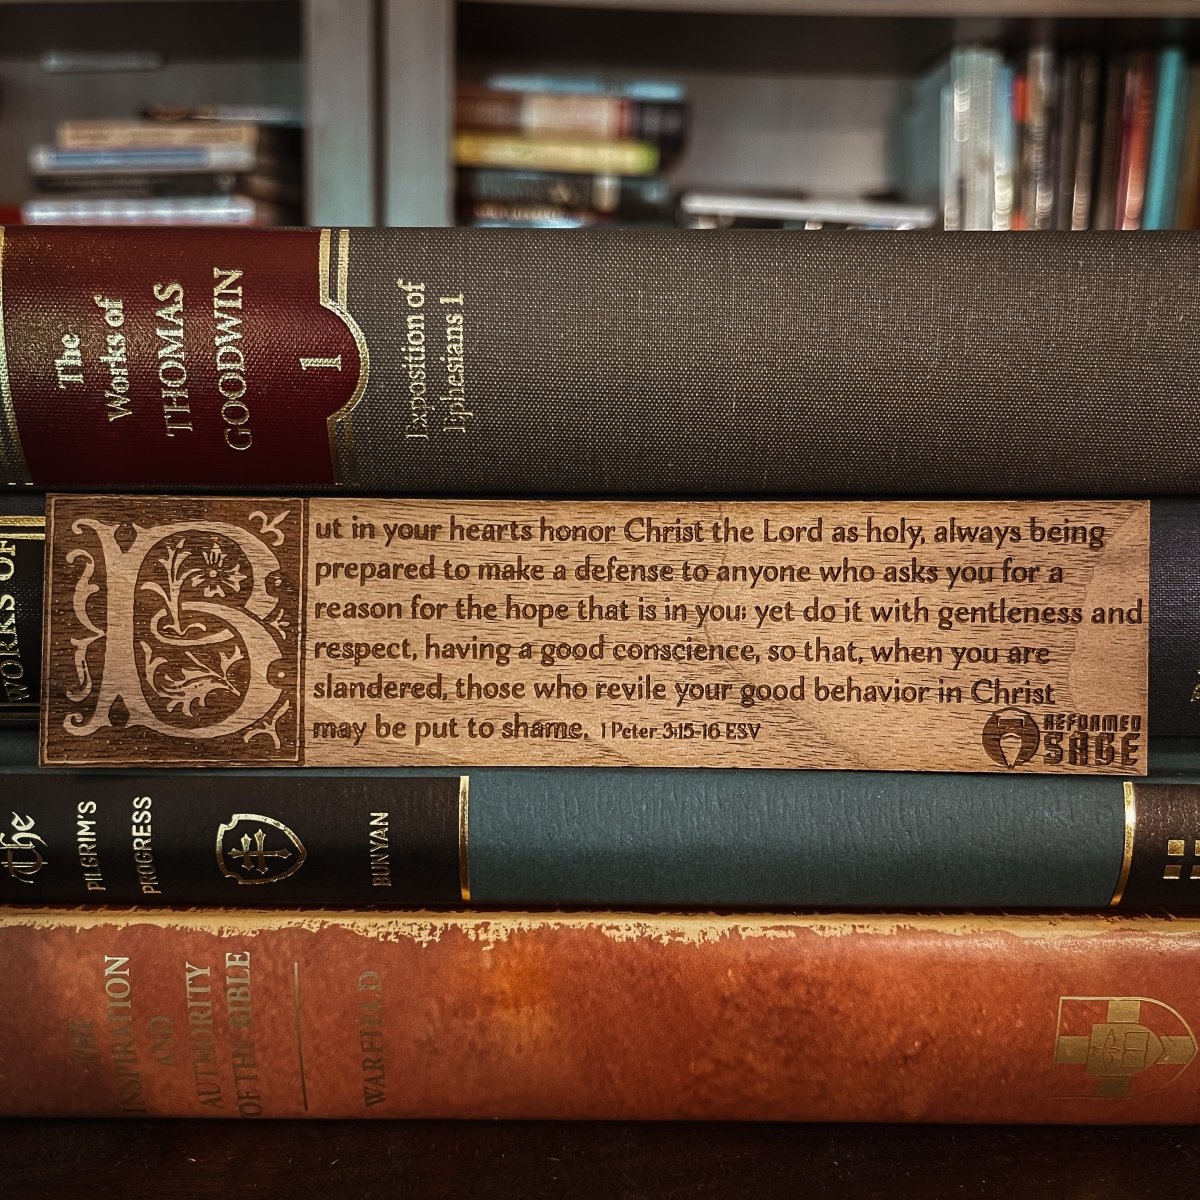 The
Works of
THOMAS
GOODWIN
1
Exposition of
Ephesians 1
WORKS OF
But in your hearts honor Christ the Lord as holy, always being
prepared to make a defense to anyone who asks you for a
reason for the hope that is in you; yet do it with gentleness and
respect, having a good conscience, so that, when you are
slandered, those who revile your good behavior in Christ
may be put to shame. 1 Peter 3:15-16 ESV
REFORMED
SAGE
The
PILGRIM'S
PROGRESS
BUNYAN
THE
INSPIRATION
AND
AUTHORITY
OF THE BIBLE
WARFIELD